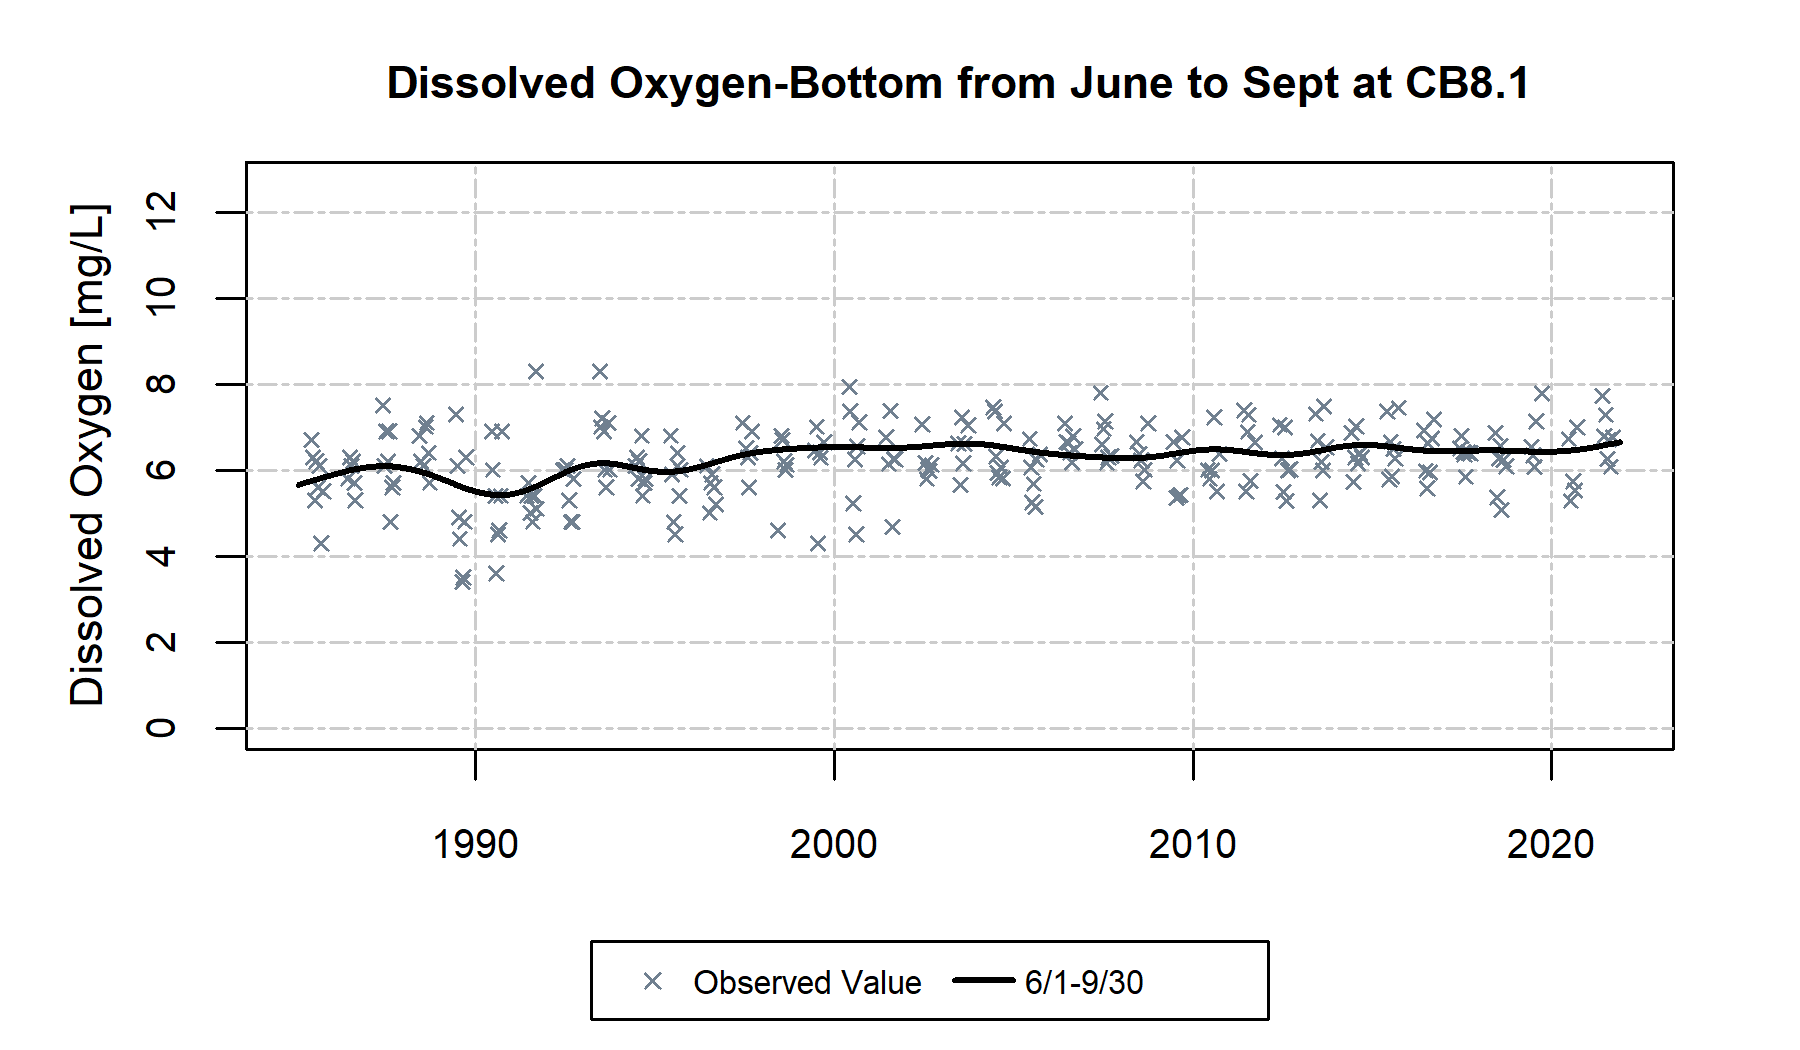 Dissolved Oxygen-Bottom from June to Sept at CB8.1
Dissolved Oxygen [mg/L]
12
10
8
6
4
2
0
1990 2000 2010 2020
Observed Value 6/1-9/30